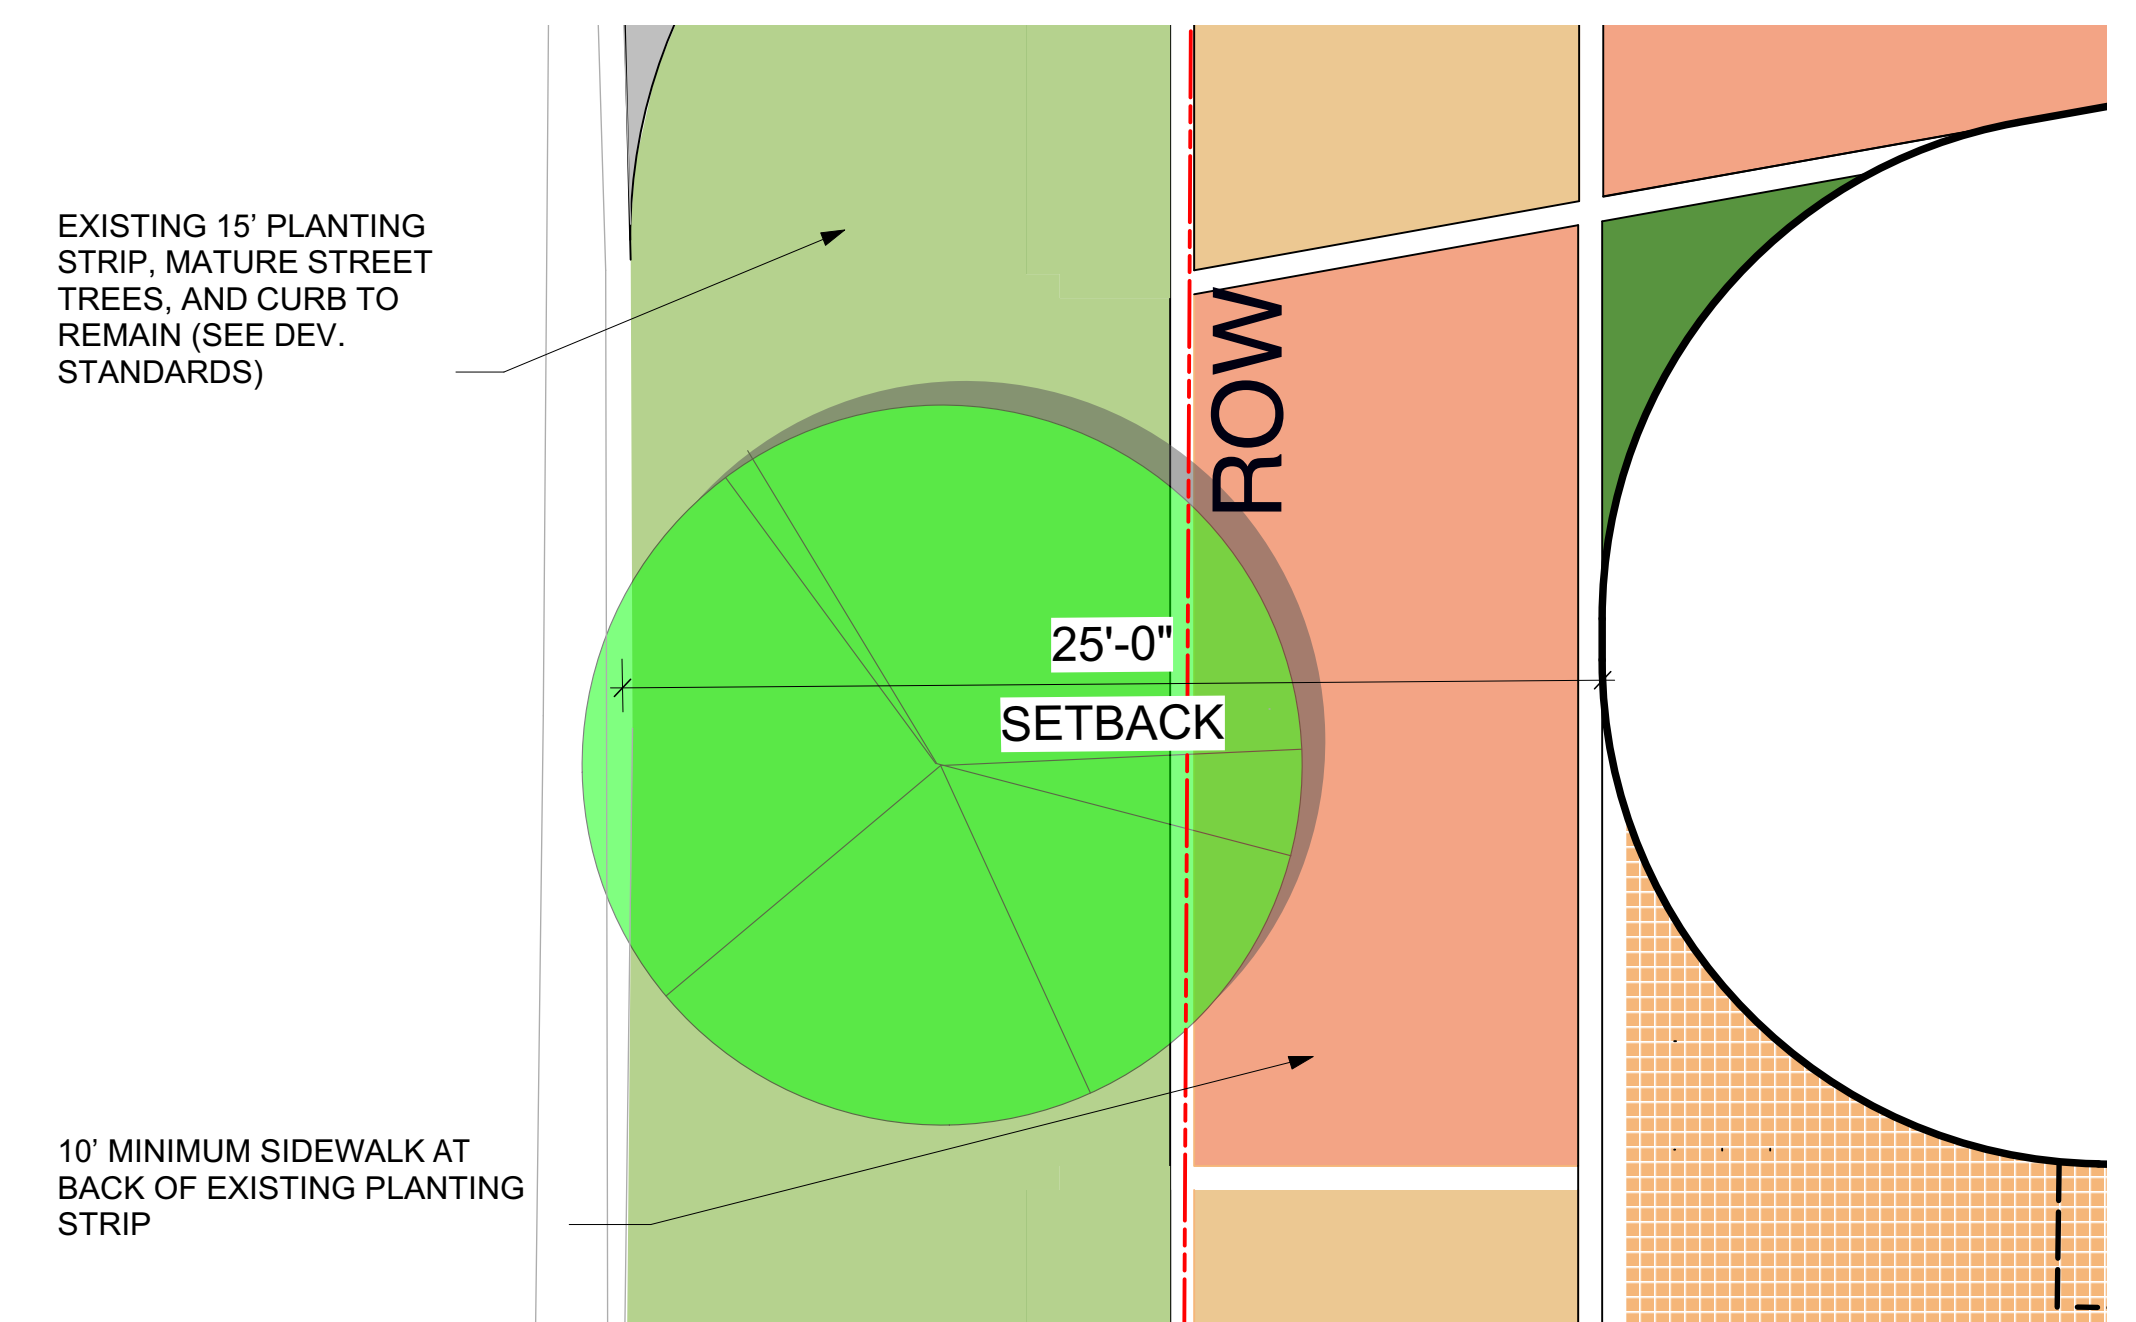 EXISTING 15’ PLANTING
STRIP, MATURE STREET
TREES, AND CURB TO
REMAIN (SEE DEV.
STANDARDS)
ROW
25'-0"
SETBACK
10’ MINIMUM SIDEWALK AT
BACK OF EXISTING PLANTING
STRIP